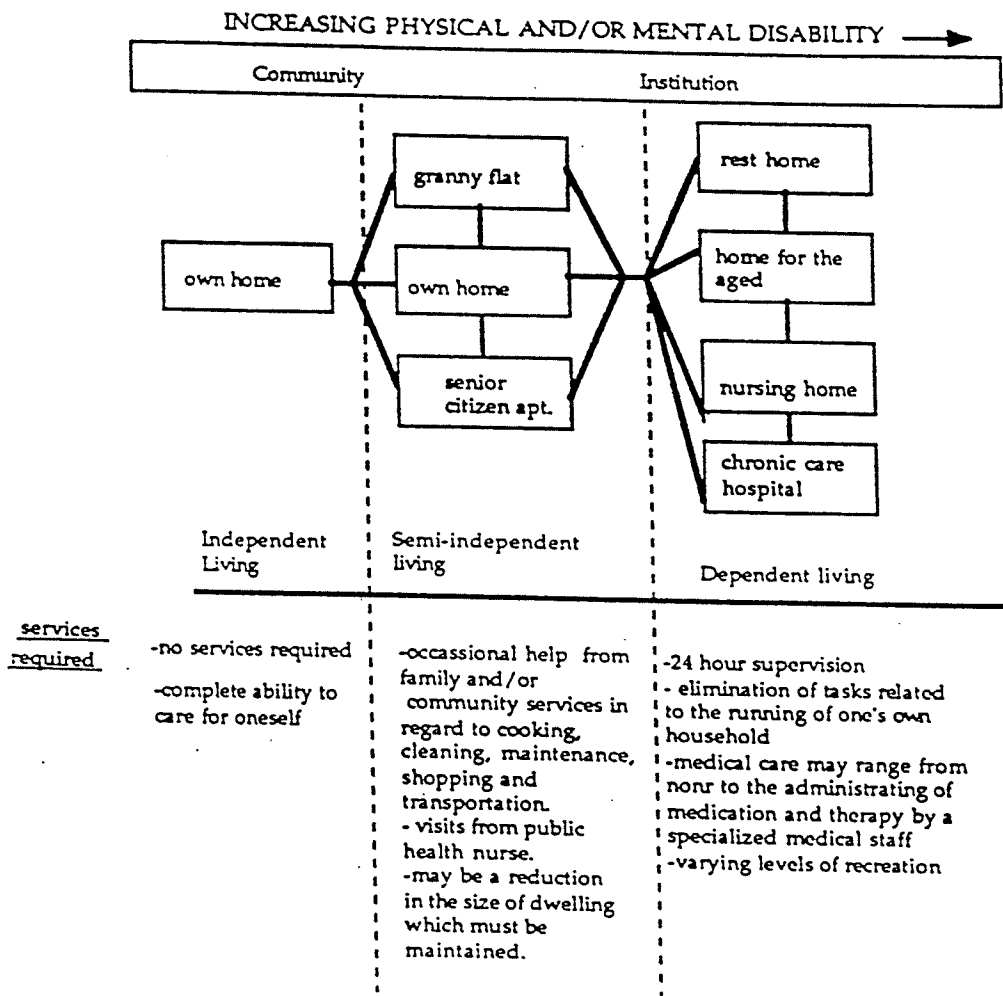 INCREASING PHYSICAL AND/OR MENTAL DISABILITY
Community
Institution
own home
granny flat
own home
senior
citizen apt.
rest home
home for the
aged
nursing home
chronic care
hospital
Independent
Living
Semi-independent
living
Dependent living
services
required
-no services required
-complete ability to
care for oneself
-occassional help from
family and/or
community services in
regard to cooking,
cleaning, maintenance,
shopping and
transportation.
- visits from public
health nurse.
-may be a reduction
in the size of dwelling
which must be
maintained.
-24 hour supervision
- elimination of tasks related
to the running of one's own
household
-medical care may range from
nonr to the administrating of
medication and therapy by a
specialized medical staff
-varying levels of recreation